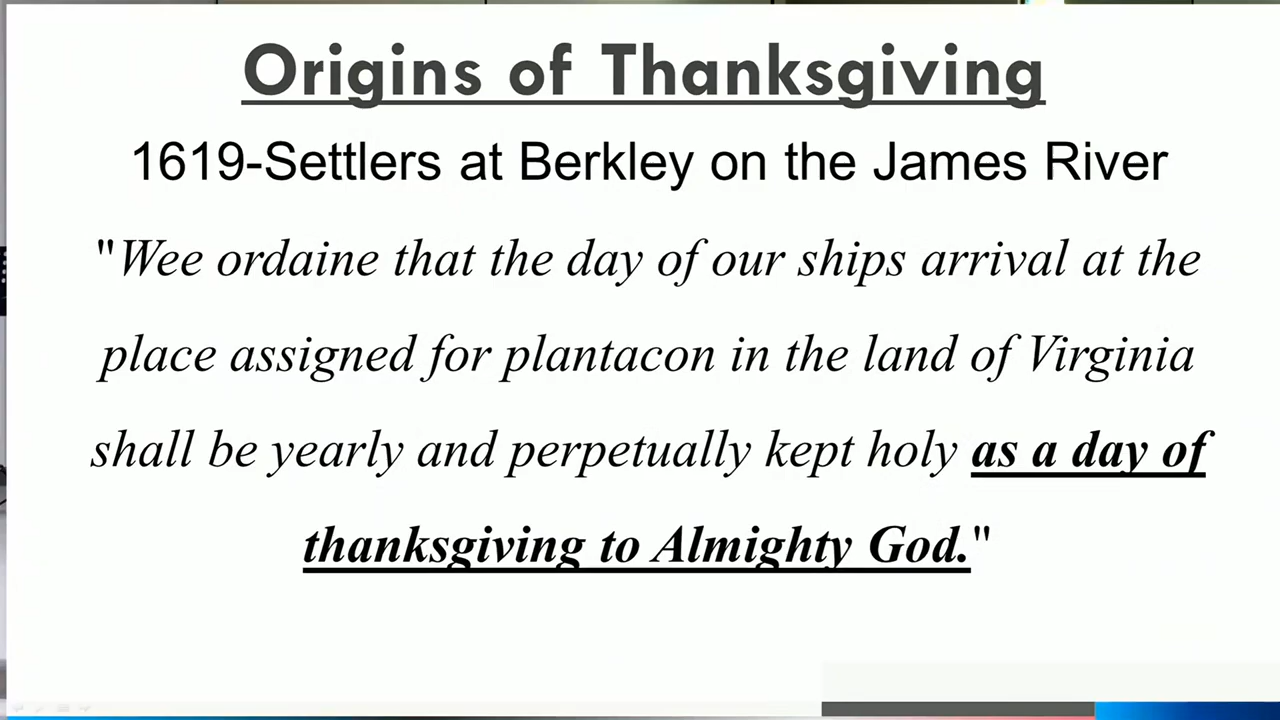 Origins of Thanksgiving
1619-Settlers at Berkley on the James River
"Wee ordaine that the day of our ships arrival at the
place assigned for plantacon in the land of Virginia
shall be yearly and perpetually kept holy as a day of
thanksgiving to Almighty God."